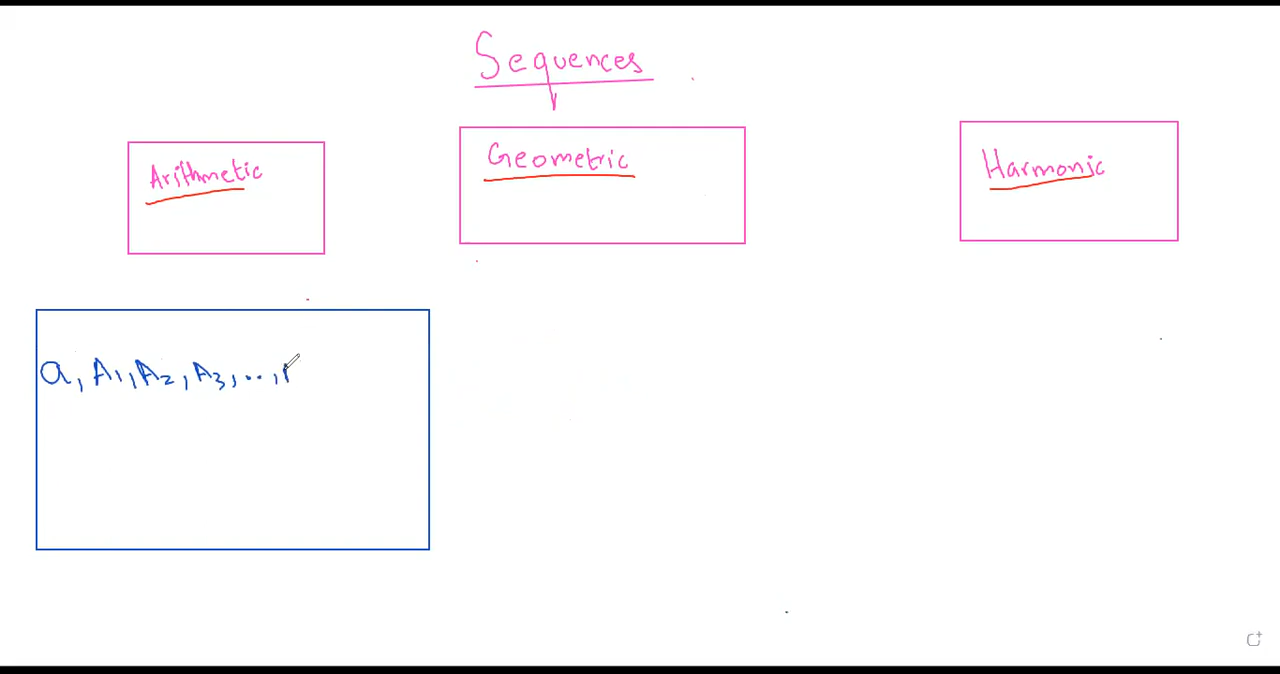 Sequences
Arithmetic
Geometric
Harmonic
a, A1, A2, A3, ..,